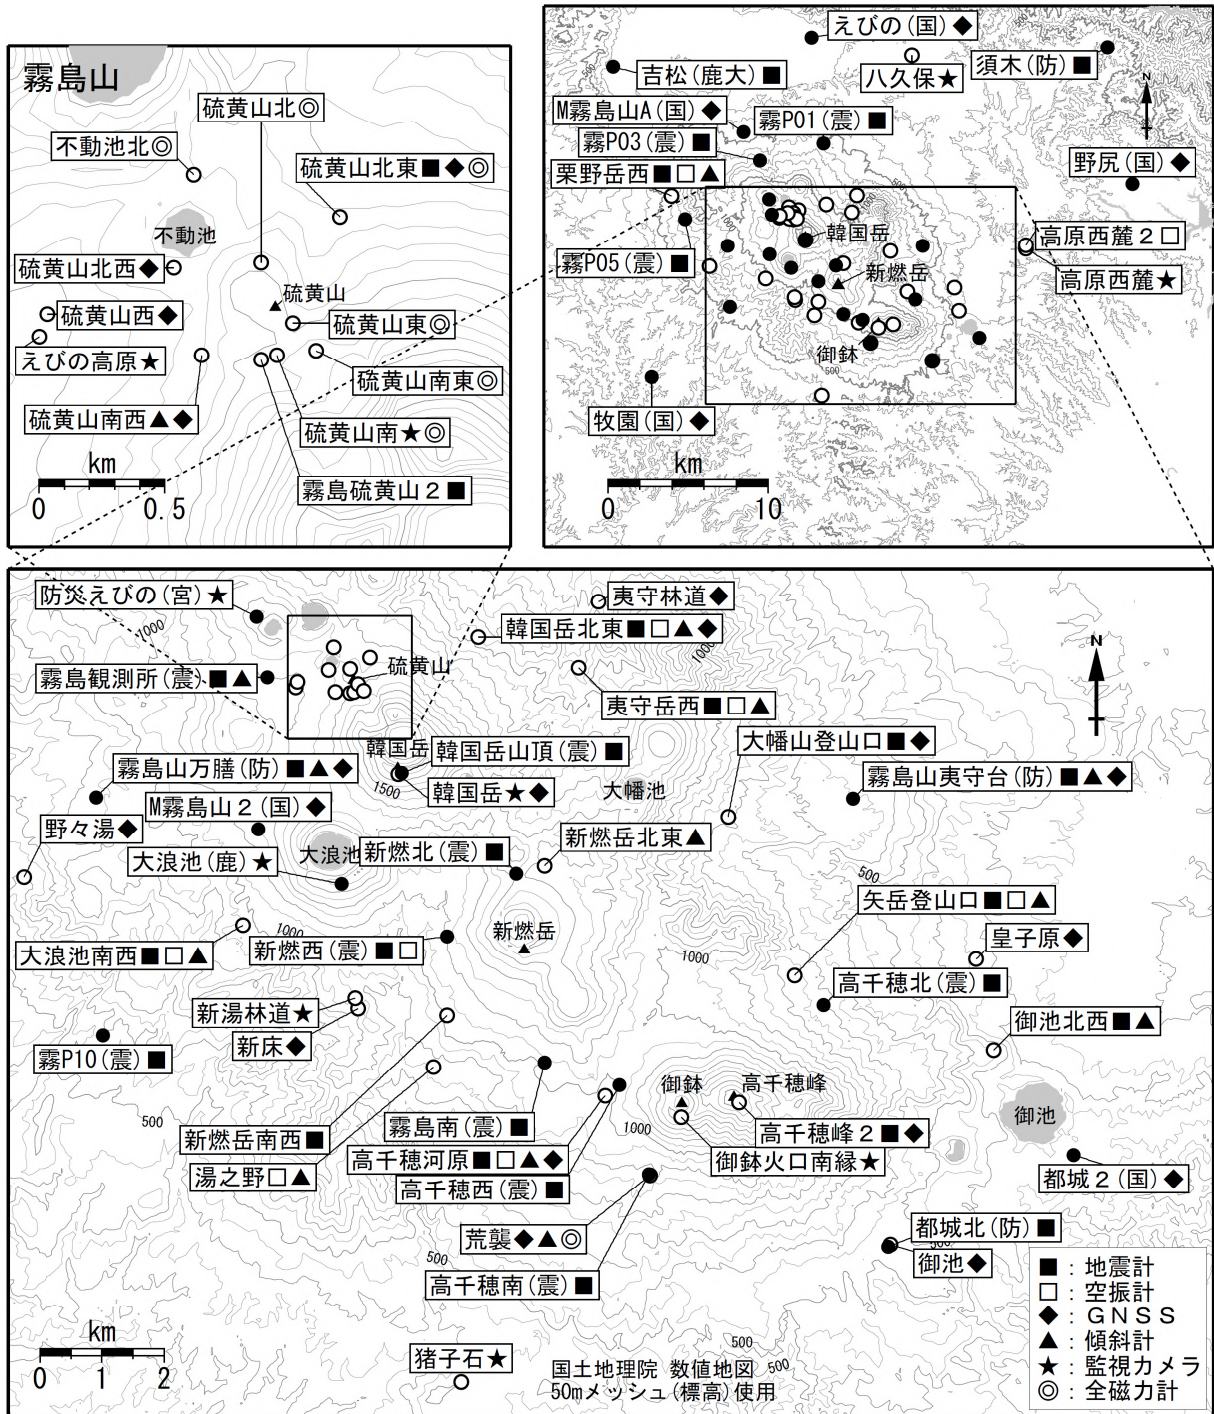 霧島山
硫黄山北◎
不動池北◎
硫黄山北東■◆◎
不動池
硫黄山北西◆
硫黄山
硫黄山西◆
硫黄山東◎
えびの高原★
硫黄山南東◎
硫黄山南西▲◆
硫黄山南★◎
霧島硫黄山2■
km
0 0.5
えびの(国)◆
吉松(鹿大)■
八久保★
須木(防)■
M霧島山A(国)◆
霧P01(震)■
N
霧P03(震)■
野尻(国)◆
栗野岳西■□▲
韓国岳
高原西麓2□
霧P05(震)■
新燃岳
高原西麓★
御鉢
500
牧園(国)◆
km
0 10
防災えびの(宮)★
夷守林道◆
1000
韓国岳北東■□▲◆
1000
N
霧島観測所(震)■▲
硫黄山
夷守岳西■□▲
大幡山登山口■◆
韓国岳
韓国岳山頂(震)■
霧島山万膳(防)■▲◆
霧島山夷守台(防)■▲◆
1500
韓国岳★◆
大幡池
M霧島山2(国)◆
野々湯◆
新燃岳北東▲
大浪池
新燃北(震)■
大浪池(鹿)★
500
矢岳登山口■□▲
1000
新燃岳
皇子原◆
大浪池南西■□▲
新燃西(震)■□
1000
高千穂北(震)■
新湯林道★
御池北西■▲
新床◆
霧P10(震)■
御鉢
高千穂峰
御池
500
霧島南(震)■
1000
新燃岳南西■
高千穂峰2■◆
高千穂河原■□▲◆
御鉢火口南縁★
湯之野□▲
高千穂西(震)■
都城2(国)◆
荒襲◆▲◎
都城北(防)■
500
500
御池◆
高千穂南(震)■
■：地震計
□：空振計
◆：GNSS
▲：傾斜計
★：監視カメラ
◎：全磁力計
km
0 1 2
猪子石★
500
国土地理院 数値地図
500
50mメッシュ(標高)使用